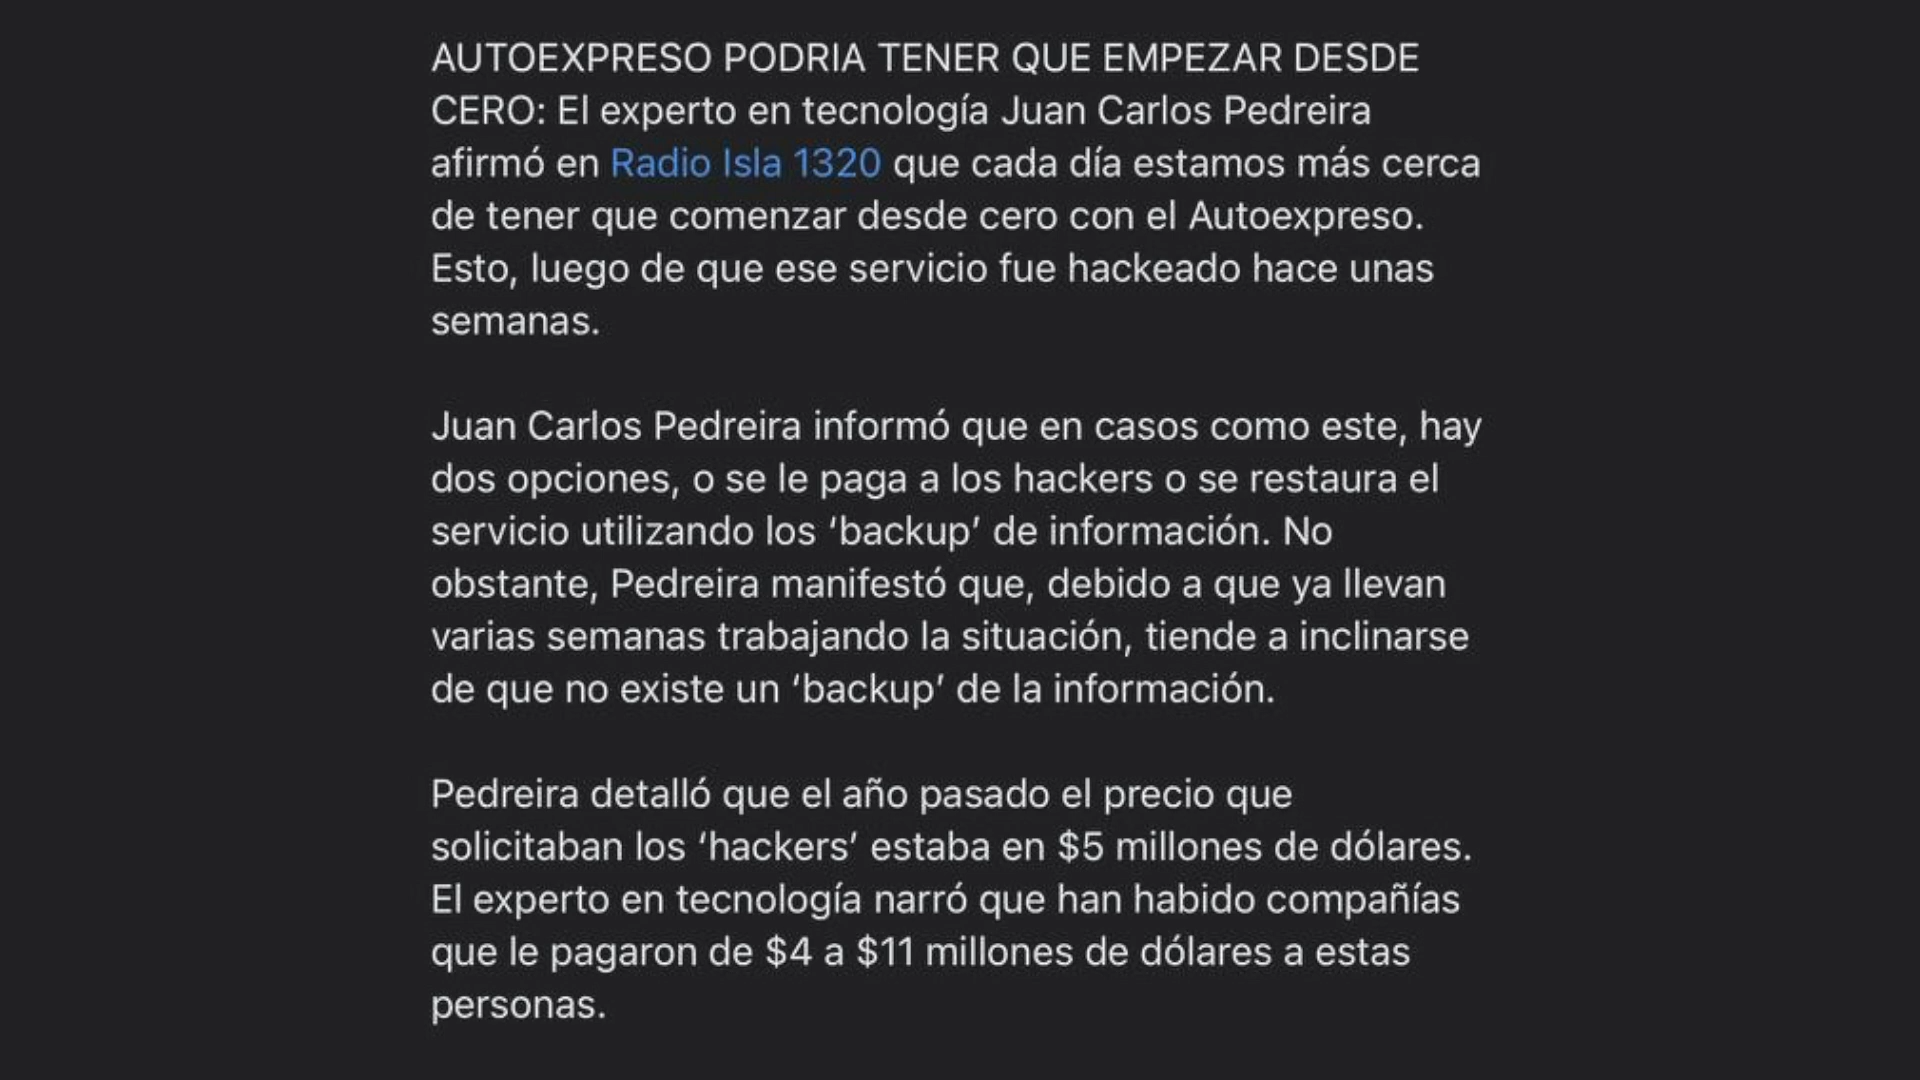 AUTOEXPRESO PODRIA TENER QUE EMPEZAR DESDE
CERO: El experto en tecnología Juan Carlos Pedreira
afirmó en Radio Isla 1320 que cada día estamos más cerca
de tener que comenzar desde cero con el Autoexpreso.
Esto, luego de que ese servicio fue hackeado hace unas
semanas.
Juan Carlos Pedreira informó que en casos como este, hay
dos opciones, o se le paga a los hackers o se restaura el
servicio utilizando los ‘backup’ de información. No
obstante, Pedreira manifestó que, debido a que ya llevan
varias semanas trabajando la situación, tiende a inclinarse
de que no existe un ‘backup’ de la información.
Pedreira detalló que el año pasado el precio que
solicitaban los ‘hackers’ estaba en $5 millones de dólares.
El experto en tecnología narró que han habido compañías
que le pagaron de $4 a $11 millones de dólares a estas
personas.